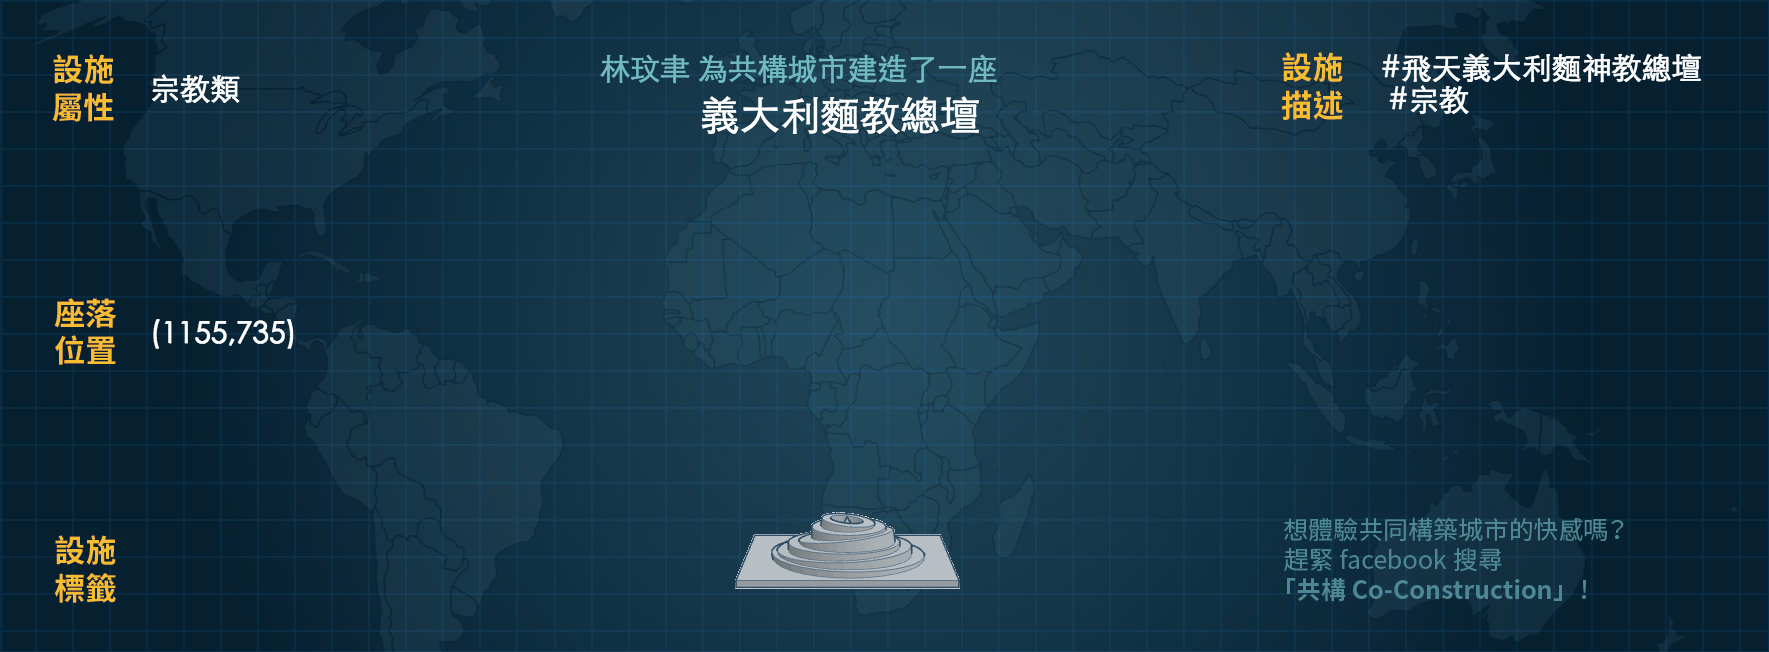 設施
屬性
宗教類
林玟聿 為共構城市建造了一座
義大利麵教總壇
設施
描述
#飛天義大利麵神教總壇
#宗教
座落
位置
(1155,735)
設施
標籤
想體驗共同構築城市的快感嗎?
趕緊 facebook 搜尋
「共構 Co-Construction」!